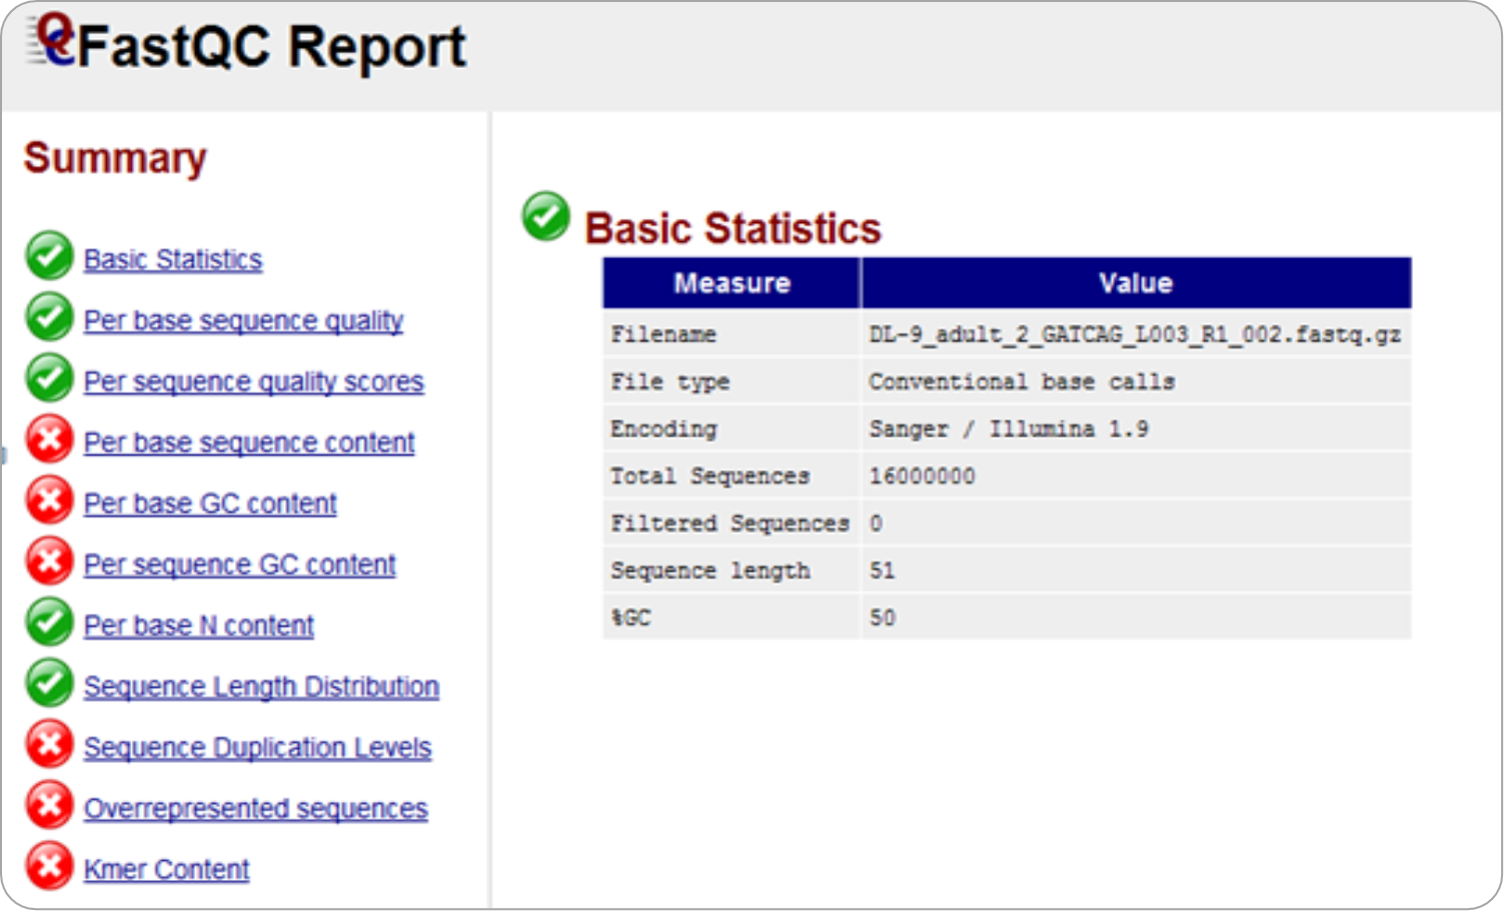 FastQC Report
Summary
Basic Statistics
Per base sequence quality
Per sequence quality scores
Per base sequence content
Per base GC content
Per sequence GC content
Per base N content
Sequence Length Distribution
Sequence Duplication Levels
Overrepresented sequences
Kmer Content
Basic Statistics
Measure Value
Filename DL-9_adult_2_GATCAG_L003_R1_002.fastq.gz
File type Conventional base calls
Encoding Sanger / Illumina 1.9
Total Sequences 16000000
Filtered Sequences 0
Sequence length 51
%GC 50